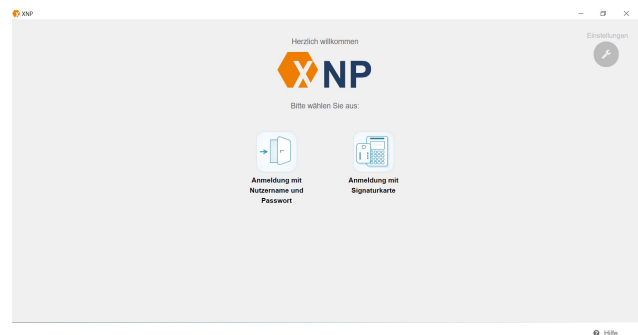 XNP
Einstellungen
Herzlich willkommen
XNP
Bitte wählen Sie aus:
Anmeldung mit
Nutzername und
Passwort
Anmeldung mit
Signaturkarte
Hilfe